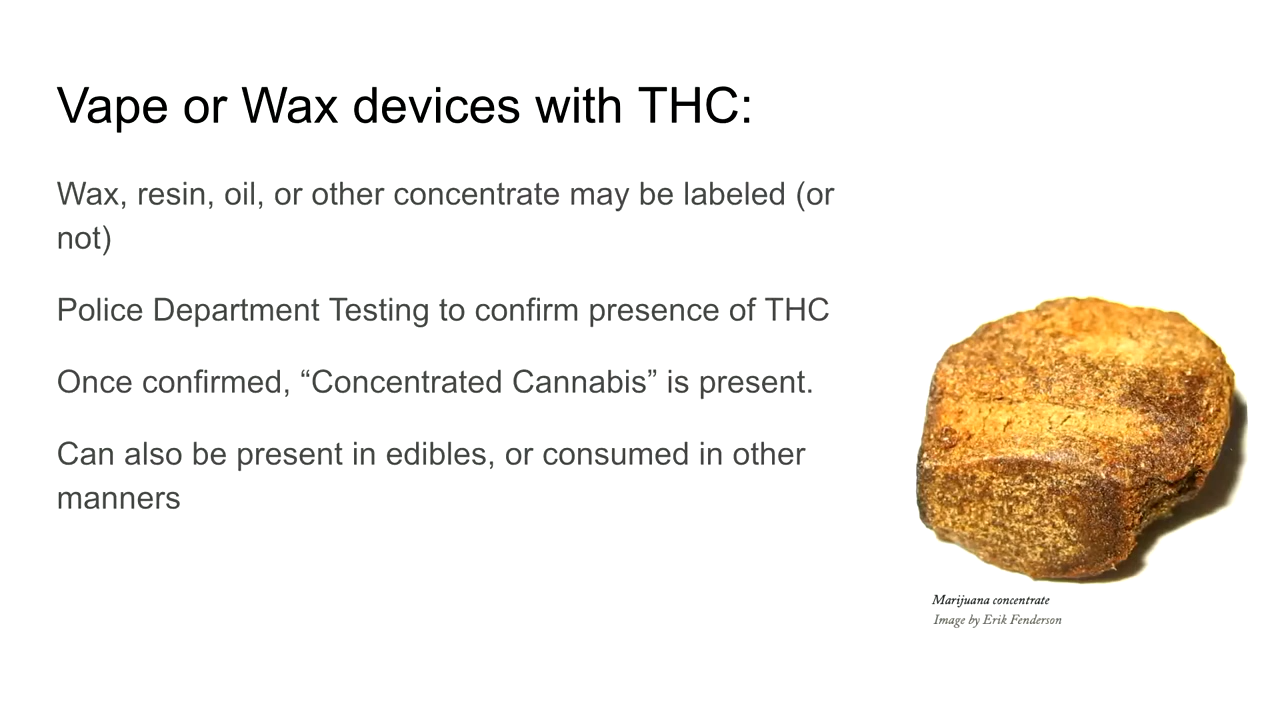 Vape or Wax devices with THC:
Wax, resin, oil, or other concentrate may be labeled (or
not)
Police Department Testing to confirm presence of THC
Once confirmed, “Concentrated Cannabis” is present.
Can also be present in edibles, or consumed in other
manners
Marijuana concentrate
Image by Erik Fenderson